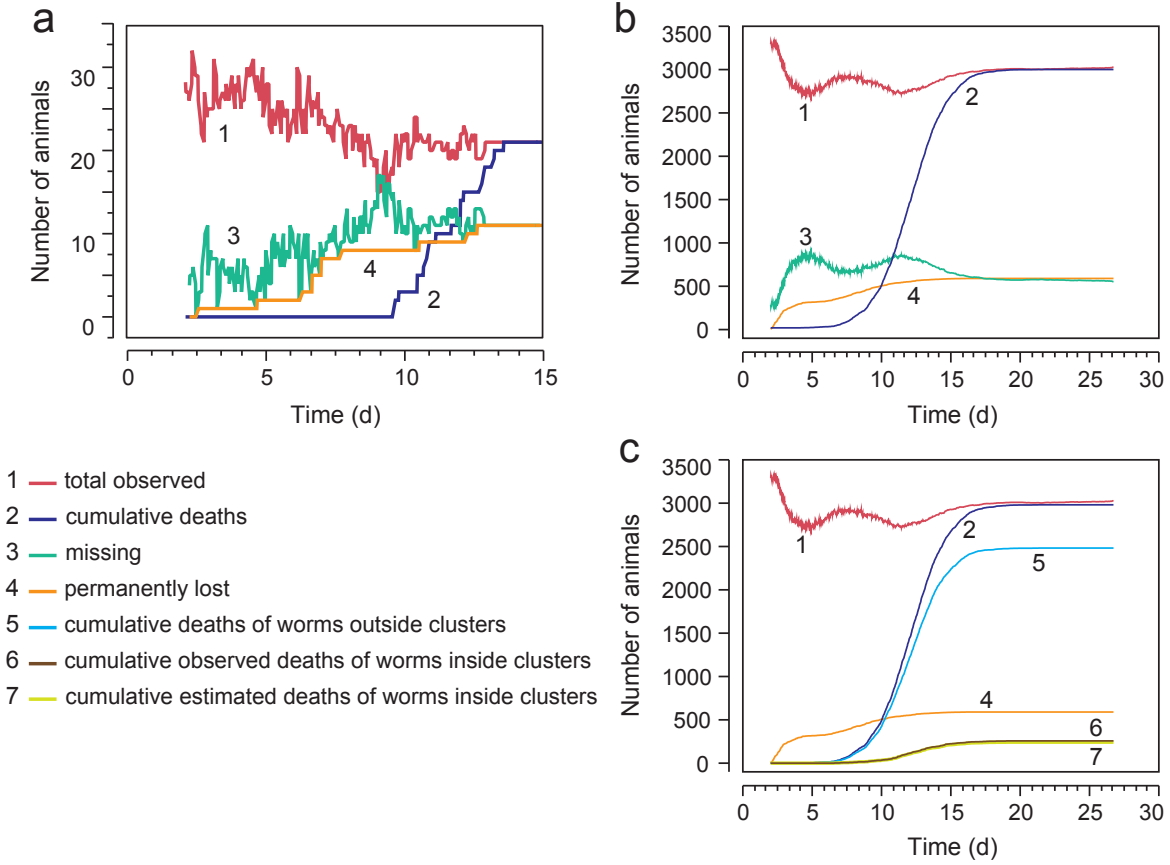 a
Number of animals
30
20
10
0
1
3
4
2
0 5 10 15
Time (d)
b
Number of animals
3500
3000
2500
2000
1500
1000
500
0
1
2
3
4
0 5 10 15 20 25 30
Time (d)
1 total observed
2 cumulative deaths
3 missing
4 permanently lost
5 cumulative deaths of worms outside clusters
6 cumulative observed deaths of worms inside clusters
7 cumulative estimated deaths of worms inside clusters
c
Number of animals
3500
3000
2500
2000
1500
1000
500
0
1
2
5
4
6
7
0 5 10 15 20 25 30
Time (d)